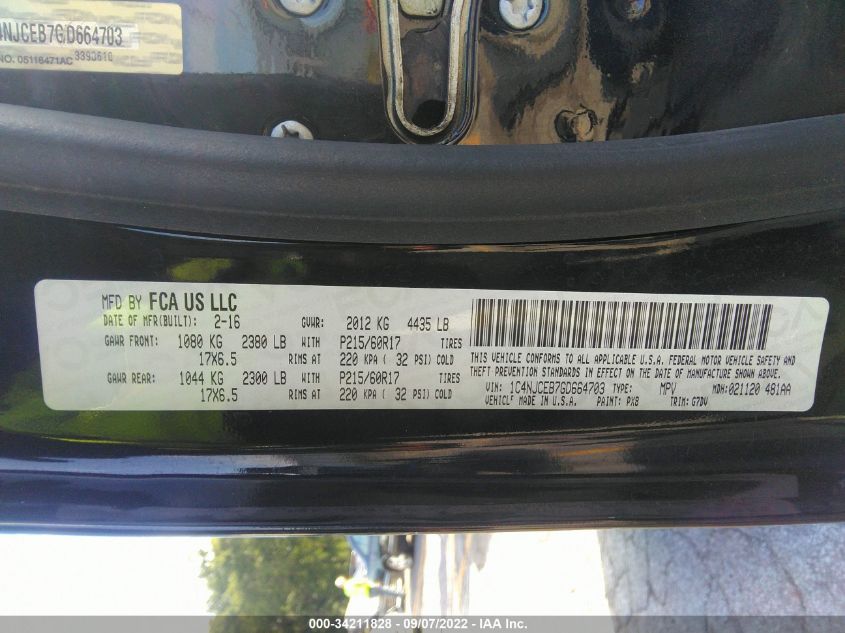 NJCEB7GD664703
NO. 05116471AC 3393610
MFD BY FCA US LLC
DATE OF MFR(BUILT): 2-16 GVWR: 2012 KG 4435 LB
GAWR FRONT: 1080 KG 2380 LB WITH P215/60R17 TIRES
17X6.5 RIMS AT 220 KPA ( 32 PSI) COLD
GAWR REAR: 1044 KG 2300 LB WITH P215/60R17 TIRES
17X6.5 RIMS AT 220 KPA ( 32 PSI) COLD
THIS VEHICLE CONFORMS TO ALL APPLICABLE U.S.A. FEDERAL MOTOR VEHICLE SAFETY AND
THEFT PREVENTION STANDARDS IN EFFECT ON THE DATE OF MANUFACTURE SHOWN ABOVE.
VIN: 1C4NJCEB7GD664703 TYPE: MPV MDH:021120 481AA
VEHICLE MADE IN U.S.A. PAINT: PX8 TRIM: G7DV
000-34211828 - 09/07/2022 - IAA Inc.